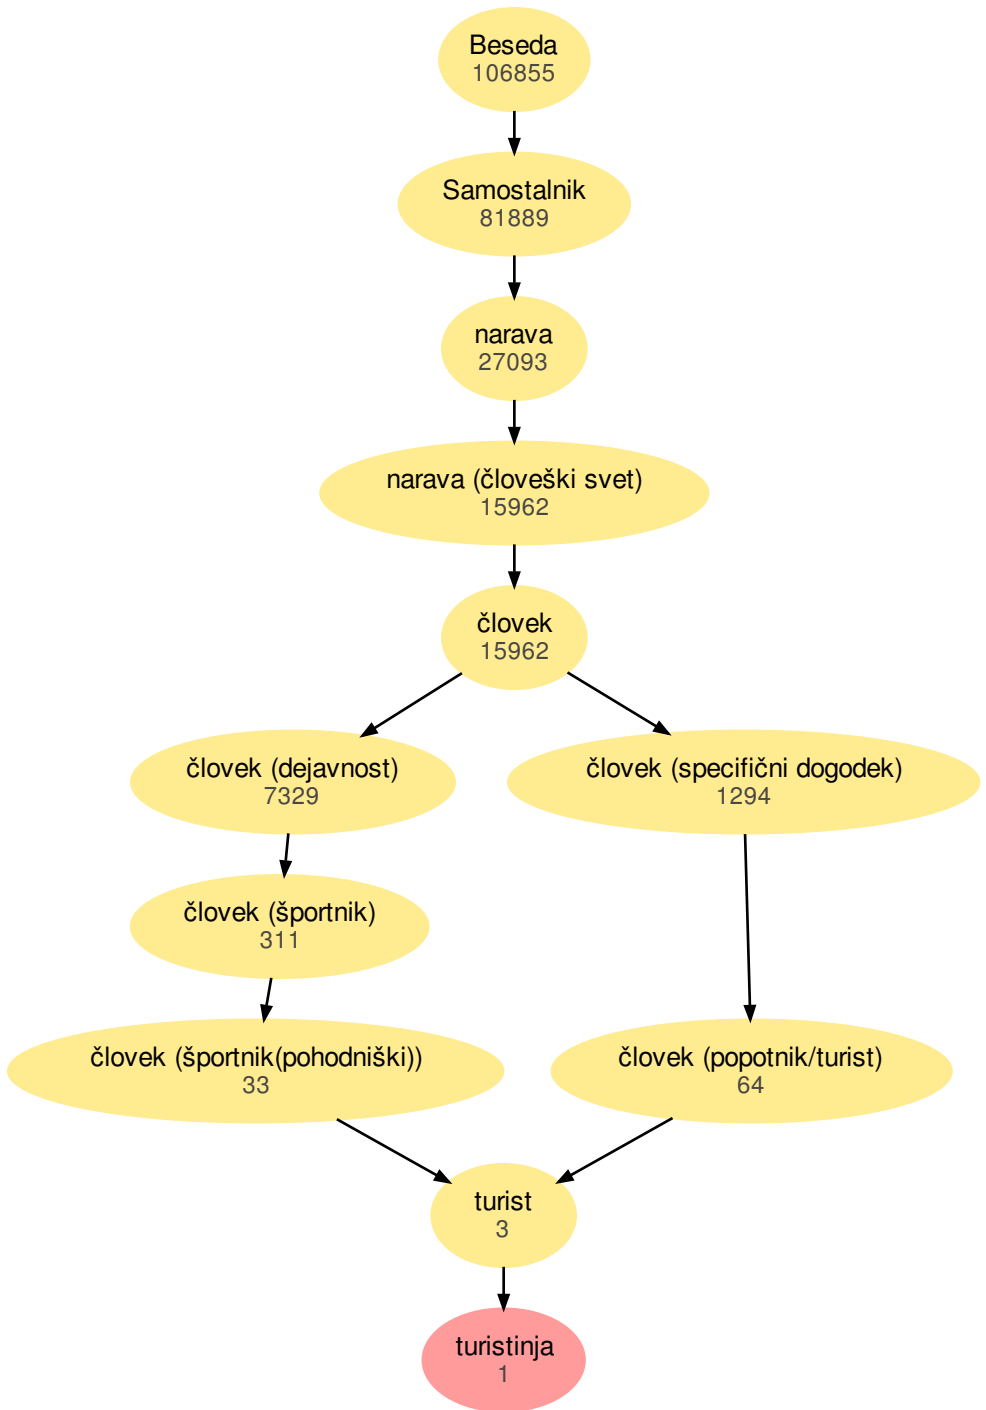 Beseda
106855
Samostalnik
81889
narava
27093
narava (človeški svet)
15962
človek
15962
človek (dejavnost)
7329
človek (specifični dogodek)
1294
človek (športnik)
311
človek (športnik(pohodniški))
33
človek (popotnik/turist)
64
turist
3
turistinja
1